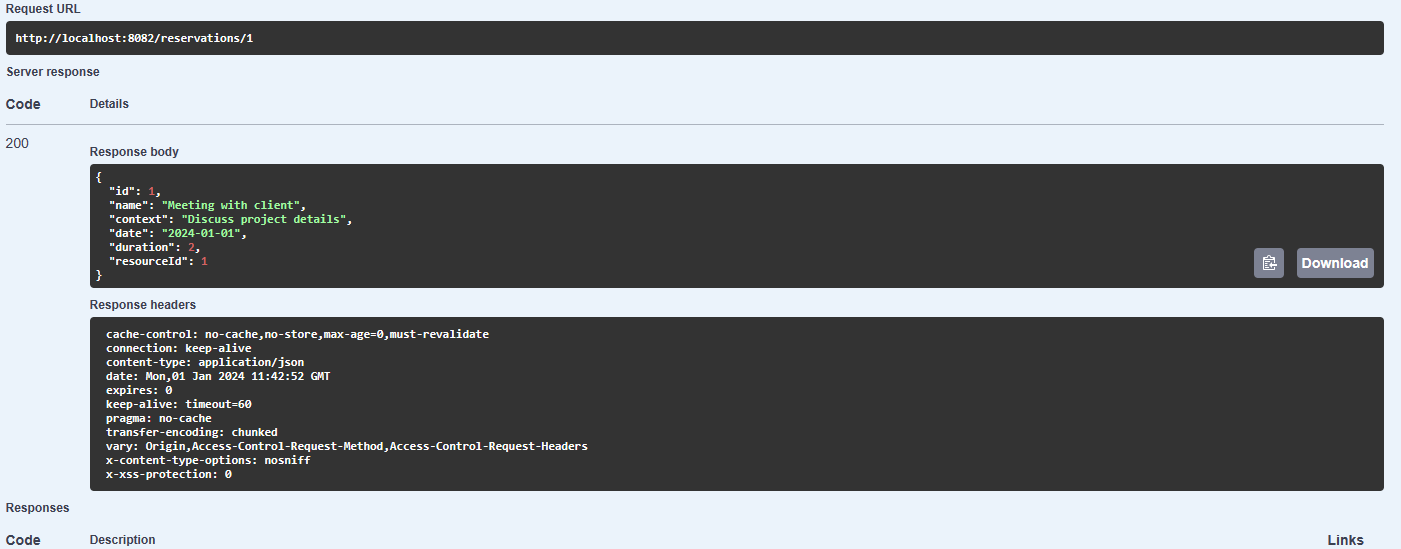 Request URL
http://localhost:8082/reservations/1
Server response
Code Details
200
Response body
{
"id": 1,
"name": "Meeting with client",
"context": "Discuss project details",
"date": "2024-01-01",
"duration": 2,
"resourceId": 1
}
Download
Response headers
cache-control: no-cache,no-store,max-age=0,must-revalidate
connection: keep-alive
content-type: application/json
date: Mon,01 Jan 2024 11:42:52 GMT
expires: 0
keep-alive: timeout=60
pragma: no-cache
transfer-encoding: chunked
vary: Origin,Access-Control-Request-Method,Access-Control-Request-Headers
x-content-type-options: nosniff
x-xss-protection: 0
Responses
Code Description Links